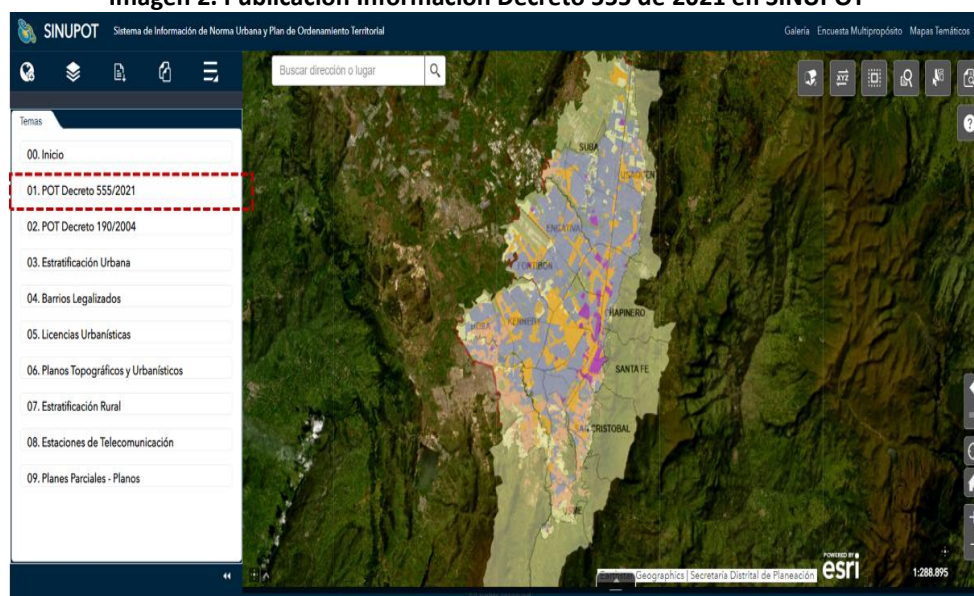 Imagen 2. Publicación información Decreto 555 de 2021 en SINUPOT
SINUPOT Sistema de Información de Norma Urbana y Plan de Ordenamiento Territorial
Galería Encuesta Multipropósito Mapas Temáticos
Buscar dirección o lugar
Temas
00. Inicio
01. POT Decreto 555/2021
02. POT Decreto 190/2004
03. Estratificación Urbana
04. Barrios Legalizados
05. Licencias Urbanísticas
06. Planos Topográficos y Urbanísticos
07. Estratificación Rural
08. Estaciones de Telecomunicación
09. Planes Parciales - Planos
SUBA
USAQUEN
ENGATIVA
FONTIBON
HAPINERO
BOSA
KENNEDY
SANTA FE
AN CRISTOBAL
USME
XYZ
POWERED BY
esri
Geographics | Secretaría Distrital de Planeación
1:288.895